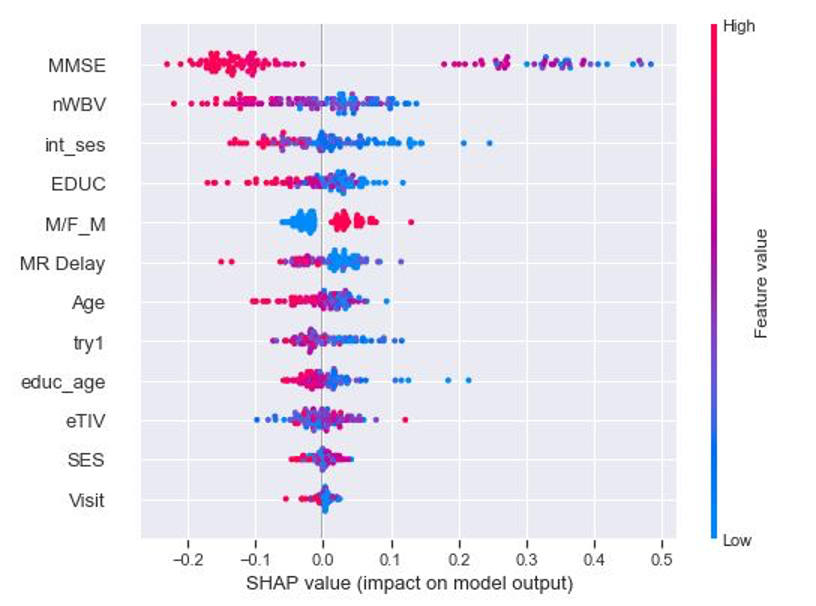 High
MMSE
nWBV
int_ses
EDUC
M/F_M
MR Delay
Age
try1
educ_age
eTIV
SES
Visit
Feature value
Low
−0.2 −0.1 0.0 0.1 0.2 0.3 0.4 0.5
SHAP value (impact on model output)